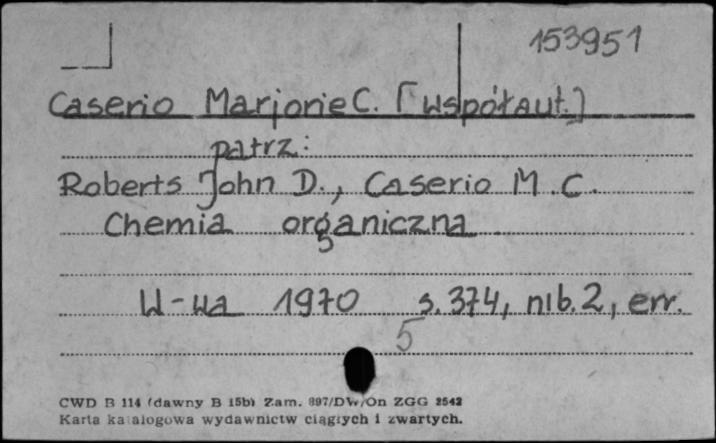 153951
Caserio Marjorie C. [współaut.]
patrz:
Roberts John D., Caserio M.C.
Chemia organiczna
W-wa 1970 s. 374, nlb. 2, err.
5
CWD B 114 (dawny B 15b) Zam. 897/DW/On ZGG 2542
Karta katalogowa wydawnictw ciągłych i zwartych.